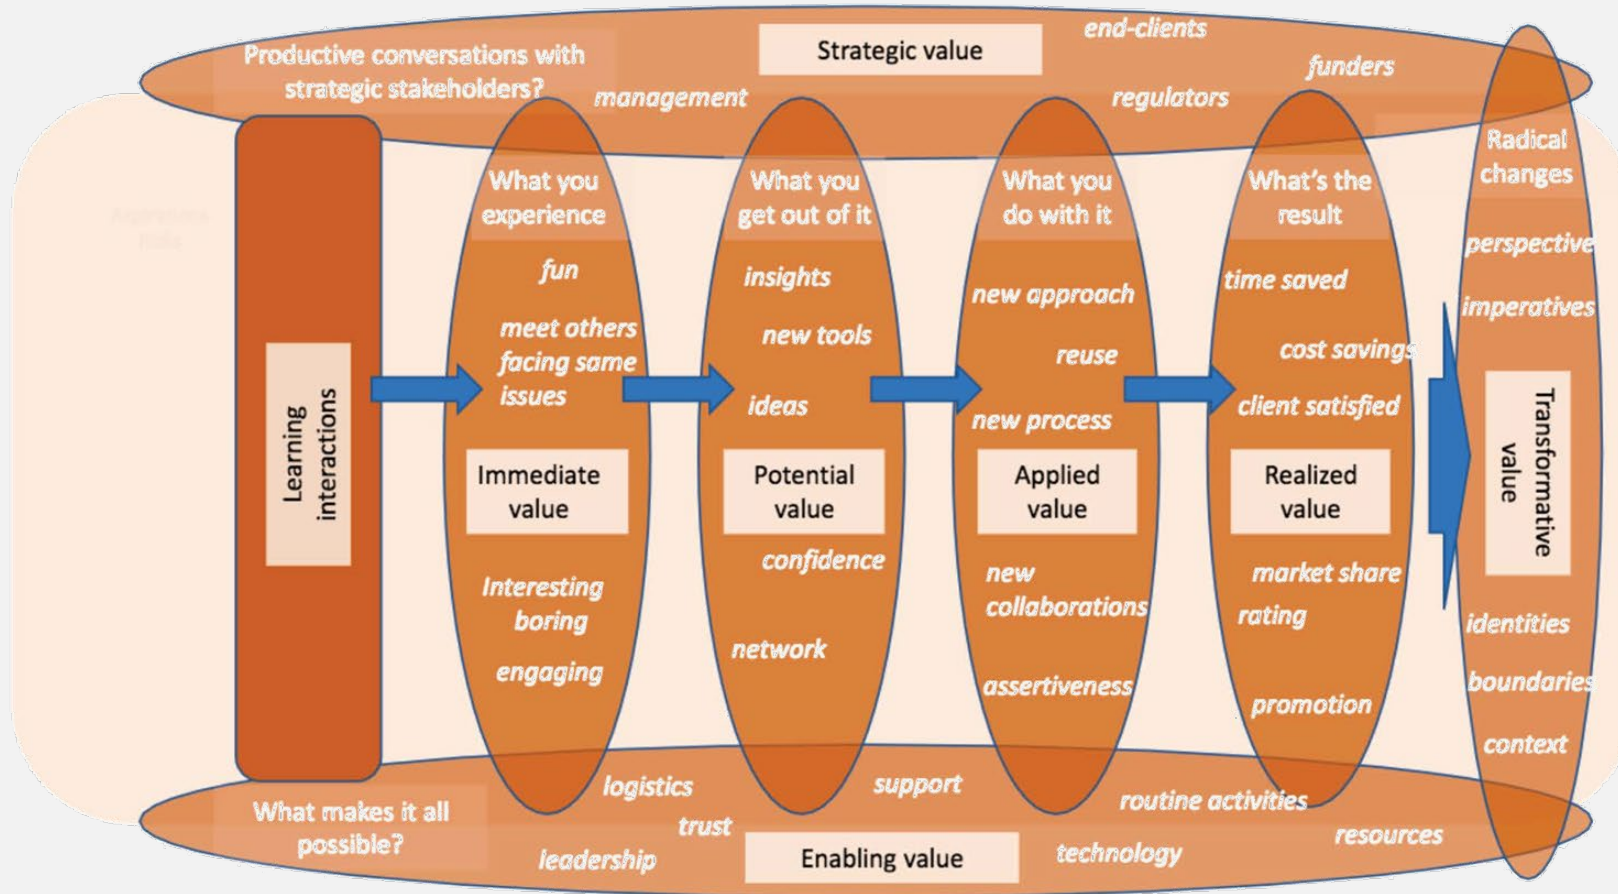 Productive conversations with
strategic stakeholders?
Strategic value
end-clients
funders
management
regulators
Learning
interactions
What you
experience
fun
meet others
facing same
issues
Immediate
value
Interesting
boring
engaging
What you
get out of it
insights
new tools
ideas
Potential
value
confidence
network
What you
do with it
new approach
reuse
new process
Applied
value
new
collaborations
assertiveness
What's the
result
time saved
cost savings
client satisfied
Realized
value
market share
rating
promotion
Radical
changes
perspective
imperatives
Transformative
value
identities
boundaries
context
What makes it all
possible?
logistics
trust
leadership
support
Enabling value
routine activities
technology
resources